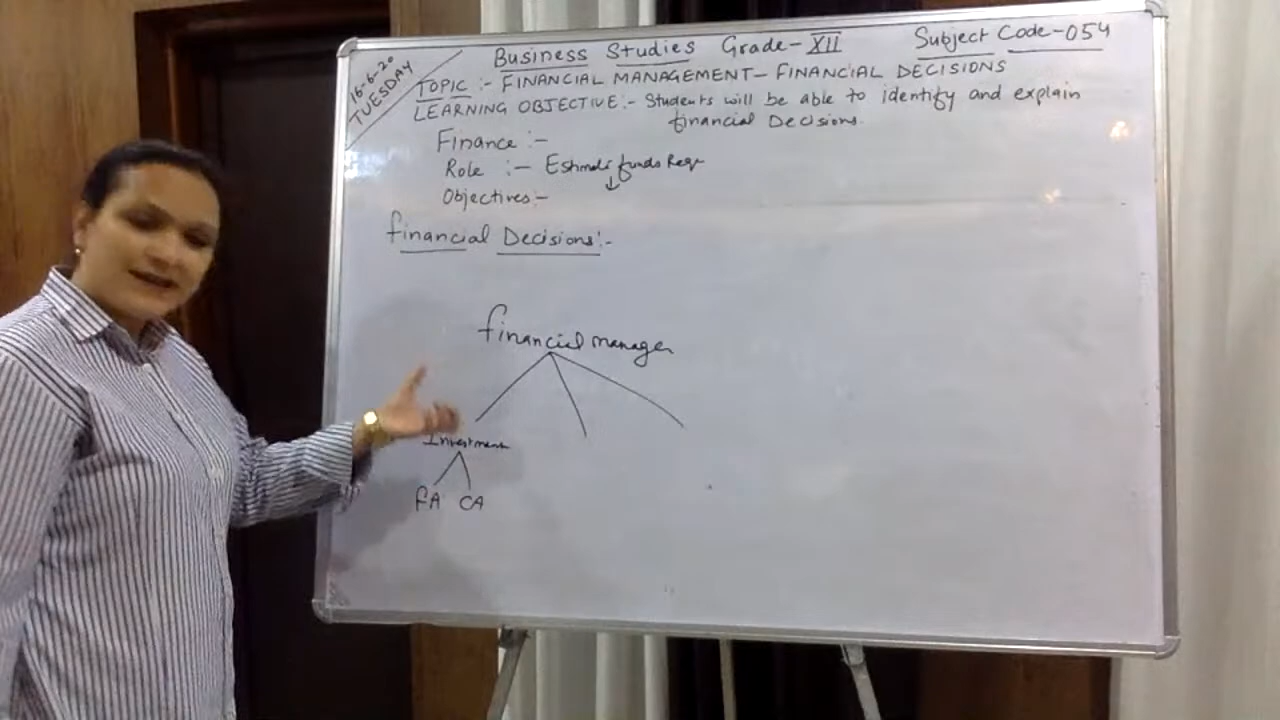 16-6-20
TUESDAY
Business Studies Grade-XII Subject Code-054
TOPIC :- FINANCIAL MANAGEMENT- FINANCIAL DECISIONS
LEARNING OBJECTIVE:- Students will be able to identify and explain
financial Decisions.
Finance :-
Role :- funds
Objectives:-
financial Decisions:-
financial manager
Investment
FA CA